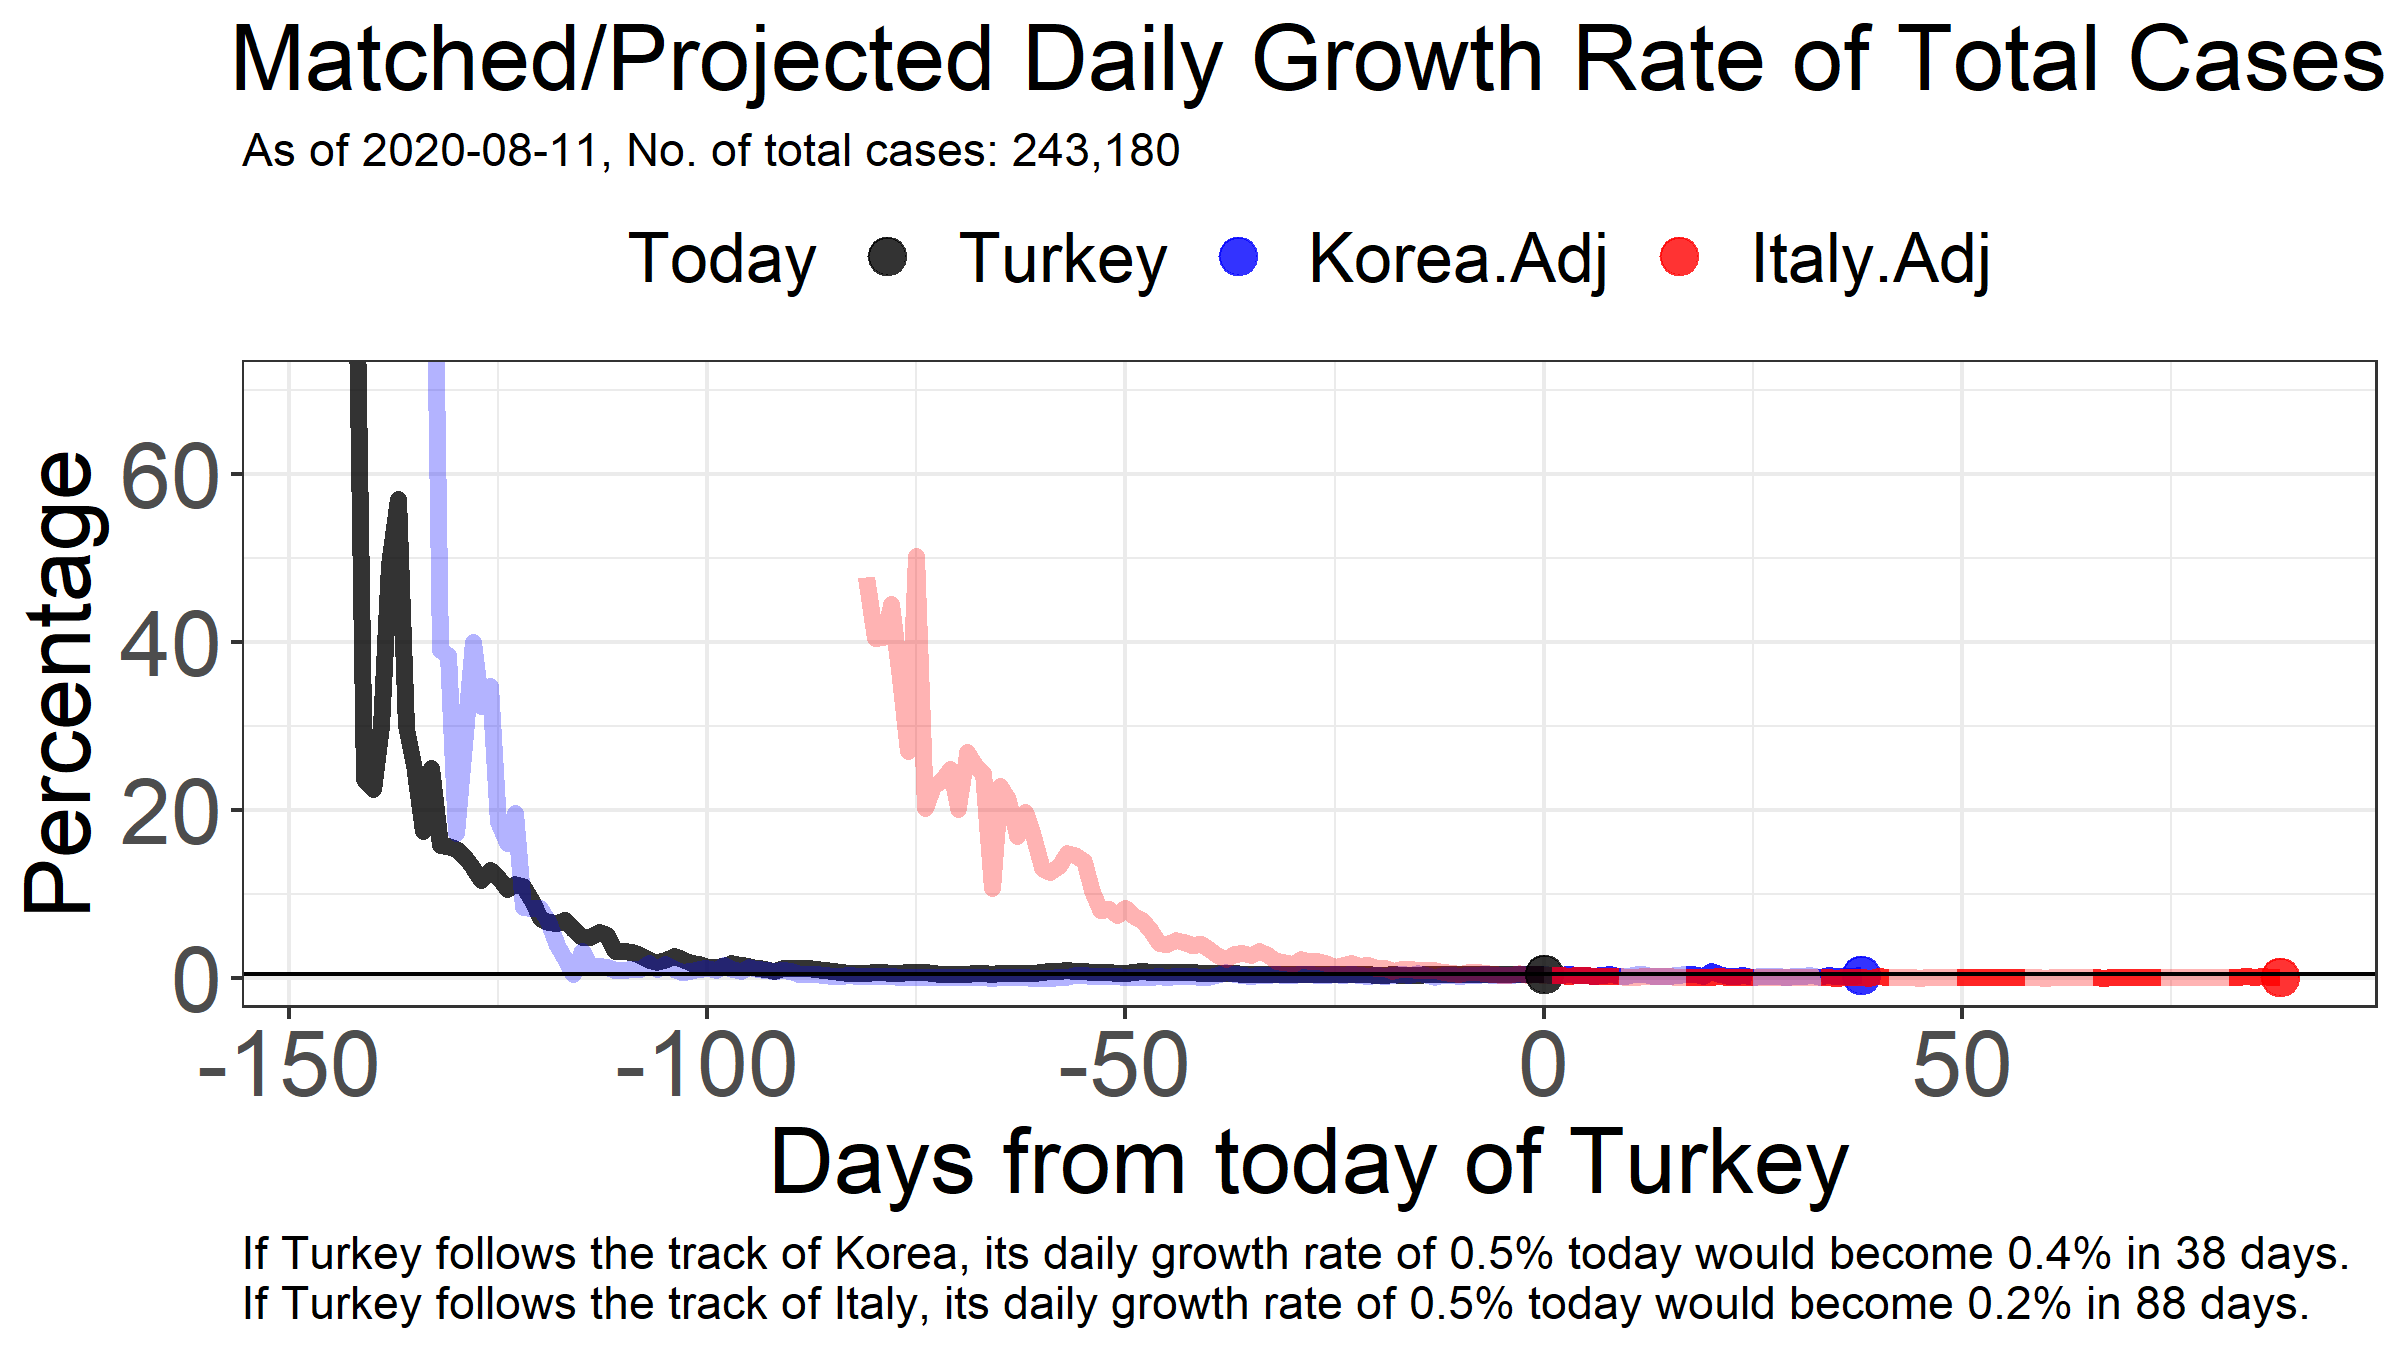 Matched/Projected Daily Growth Rate of Total Cases
As of 2020-08-11, No. of total cases: 243,180
Today Turkey Korea.Adj Italy.Adj
Percentage
60
40
20
0
-150 -100 -50 0 50
Days from today of Turkey
If Turkey follows the track of Korea, its daily growth rate of 0.5% today would become 0.4% in 38 days.
If Turkey follows the track of Italy, its daily growth rate of 0.5% today would become 0.2% in 88 days.